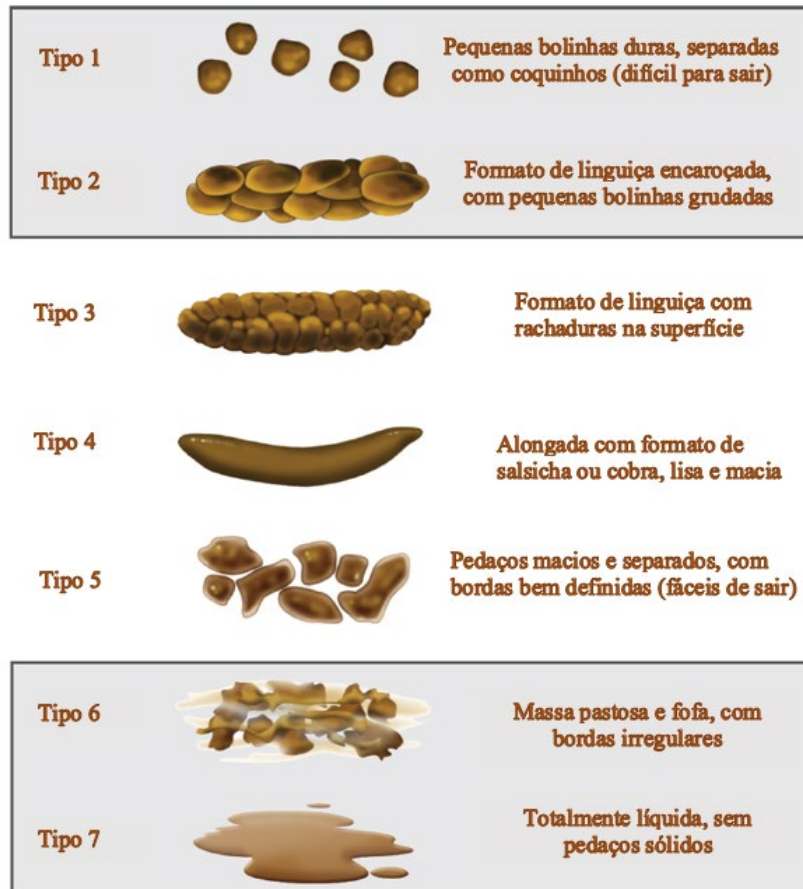 Tipo 1
Pequenas bolinhas duras, separadas
como coquinhos (difícil para sair)
Tipo 2
Formato de linguiça encaroçada,
com pequenas bolinhas grudadas
Tipo 3
Formato de linguiça com
rachaduras na superfície
Tipo 4
Alongada com formato de
salsicha ou cobra, lisa e macia
Tipo 5
Pedaços macios e separados, com
bordas bem definidas (fáceis de sair)
Tipo 6
Massa pastosa e fofa, com
bordas irregulares
Tipo 7
Totalmente líquida, sem
pedaços sólidos